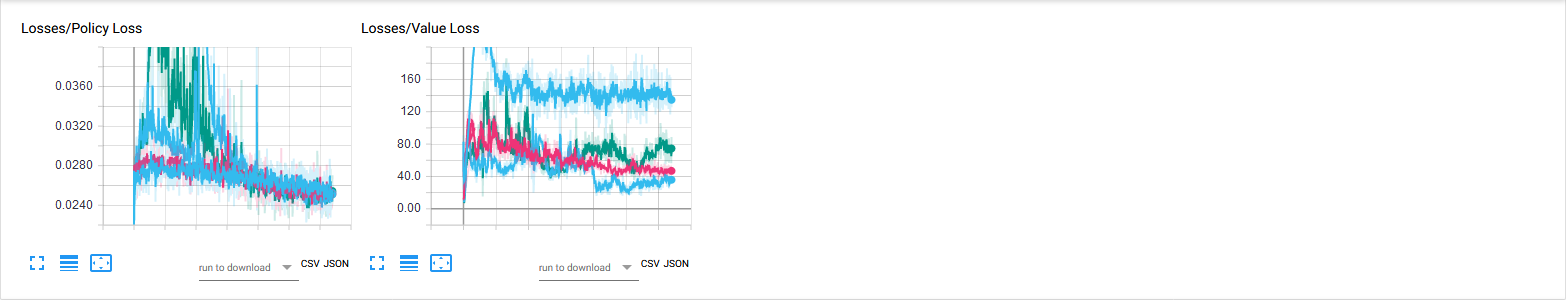 Losses/Policy Loss
0.0360
0.0320
0.0280
0.0240
run to download
CSV JSON
Losses/Value Loss
160
120
80.0
40.0
0.00
run to download
CSV JSON